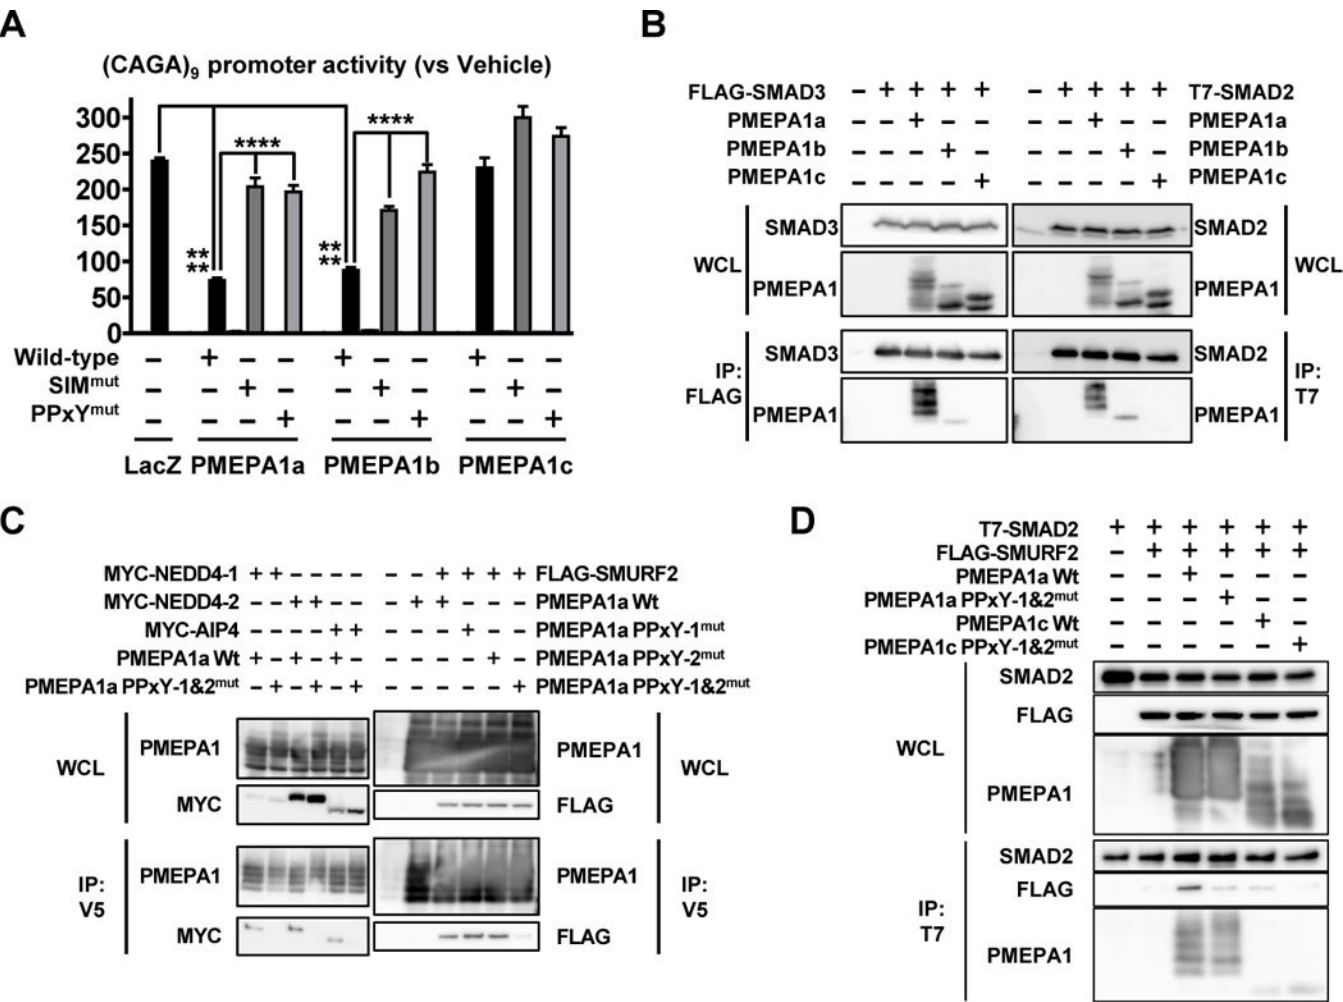 A
(CAGA)9 promoter activity (vs Vehicle)
300
250
200
150
100
50
0
****
****
**
**
**
**
Wild-type – + – – + – – + – –
SIMmut – – + – – + – – + –
PPxYmut – – – + – – + – – +
LacZ PMEPA1a PMEPA1b PMEPA1c
B
FLAG-SMAD3 – + + + + – + + + + T7-SMAD2
PMEPA1a – – + – – – – + – – PMEPA1a
PMEPA1b – – – + – – – – + – PMEPA1b
PMEPA1c – – – – + – – – – + PMEPA1c
WCL SMAD3 SMAD2 WCL
PMEPA1 PMEPA1
IP: FLAG SMAD3 SMAD2 IP: T7
PMEPA1 PMEPA1
C
MYC-NEDD4-1 + + – – – – – – + + + + FLAG-SMURF2
MYC-NEDD4-2 – – + + – – – + + – – – PMEPA1a Wt
MYC-AIP4 – – – – + + – – – + – – PMEPA1a PPxY-1mut
PMEPA1a Wt + – + – + – – – – – + – PMEPA1a PPxY-2mut
PMEPA1a PPxY-1&2mut – + – + – + – – – – – + PMEPA1a PPxY-1&2mut
WCL PMEPA1 PMEPA1 WCL
MYC FLAG
IP: V5 PMEPA1 PMEPA1 IP: V5
MYC FLAG
D
T7-SMAD2 + + + + + +
FLAG-SMURF2 – + + + + +
PMEPA1a Wt – – + – – –
PMEPA1a PPxY-1&2mut – – – + – –
PMEPA1c Wt – – – – + –
PMEPA1c PPxY-1&2mut – – – – – +
WCL SMAD2
FLAG
PMEPA1
IP: T7 SMAD2
FLAG
PMEPA1